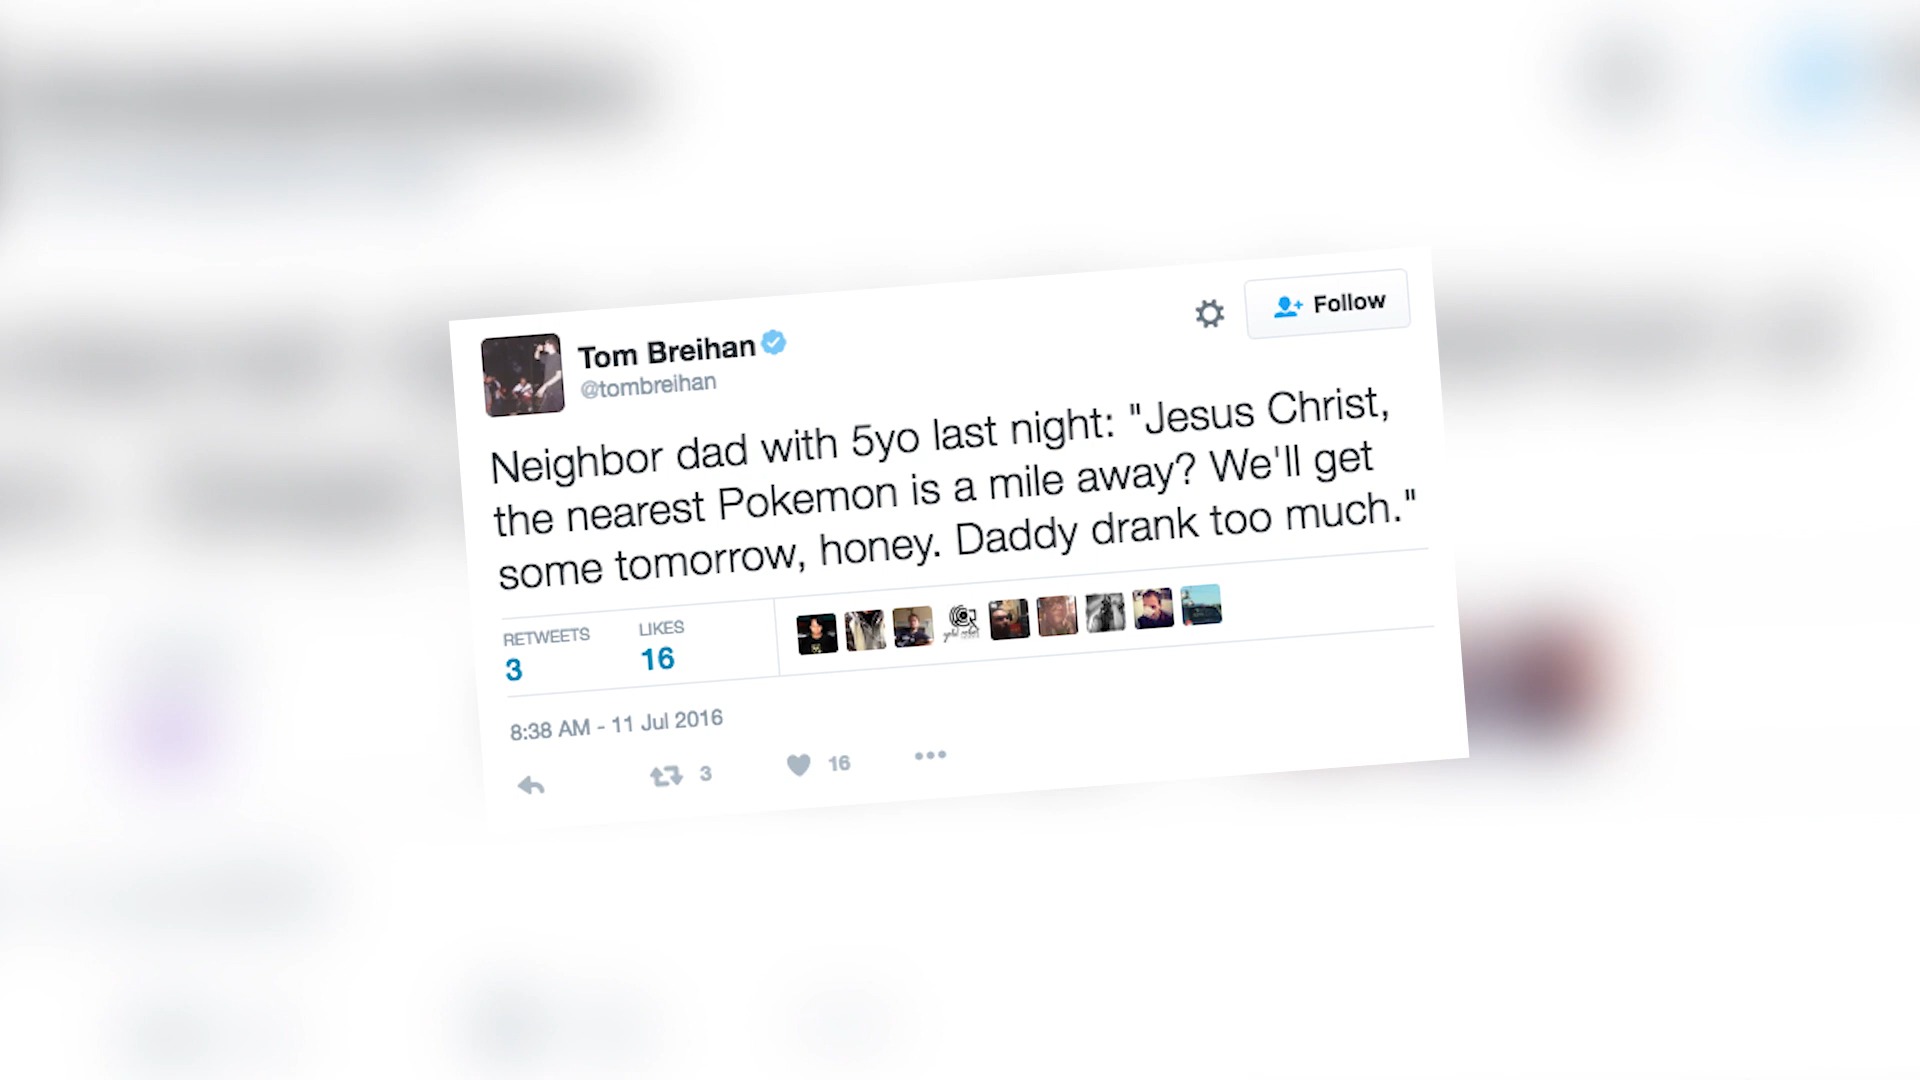 Tom Breihan
@tombreihan
Follow
Neighbor dad with 5yo last night: "Jesus Christ,
the nearest Pokemon is a mile away? We'll get
some tomorrow, honey. Daddy drank too much."
RETWEETS
3
LIKES
16
8:38 AM - 11 Jul 2016
3
16